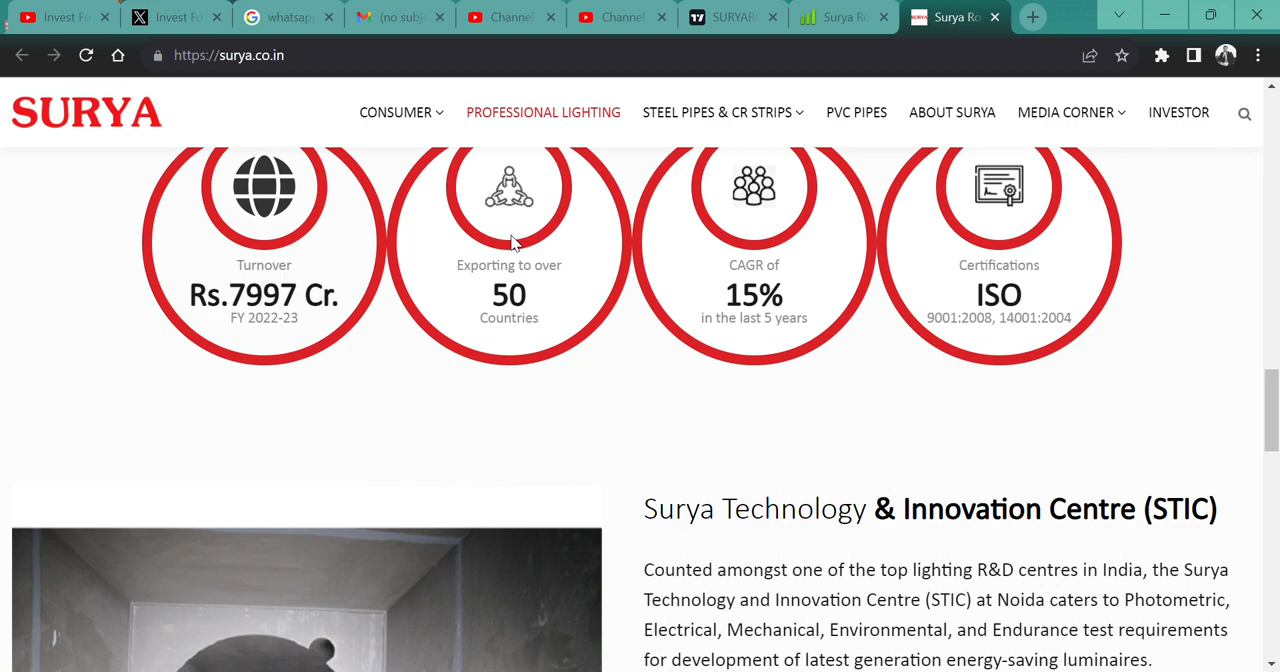 Invest Fo
Invest Fo
whatsap
(no subj
Channel
Channel
SURYARO
Surya Ro
Surya Ro
https://surya.co.in
SURYA
CONSUMER
PROFESSIONAL LIGHTING
STEEL PIPES & CR STRIPS
PVC PIPES
ABOUT SURYA
MEDIA CORNER
INVESTOR
Turnover
Rs.7997 Cr.
FY 2022-23
Exporting to over
50
Countries
CAGR of
15%
in the last 5 years
Certifications
ISO
9001:2008, 14001:2004
Surya Technology & Innovation Centre (STIC)
Counted amongst one of the top lighting R&D centres in India, the Surya
Technology and Innovation Centre (STIC) at Noida caters to Photometric,
Electrical, Mechanical, Environmental, and Endurance test requirements
for development of latest generation energy-saving luminaires.